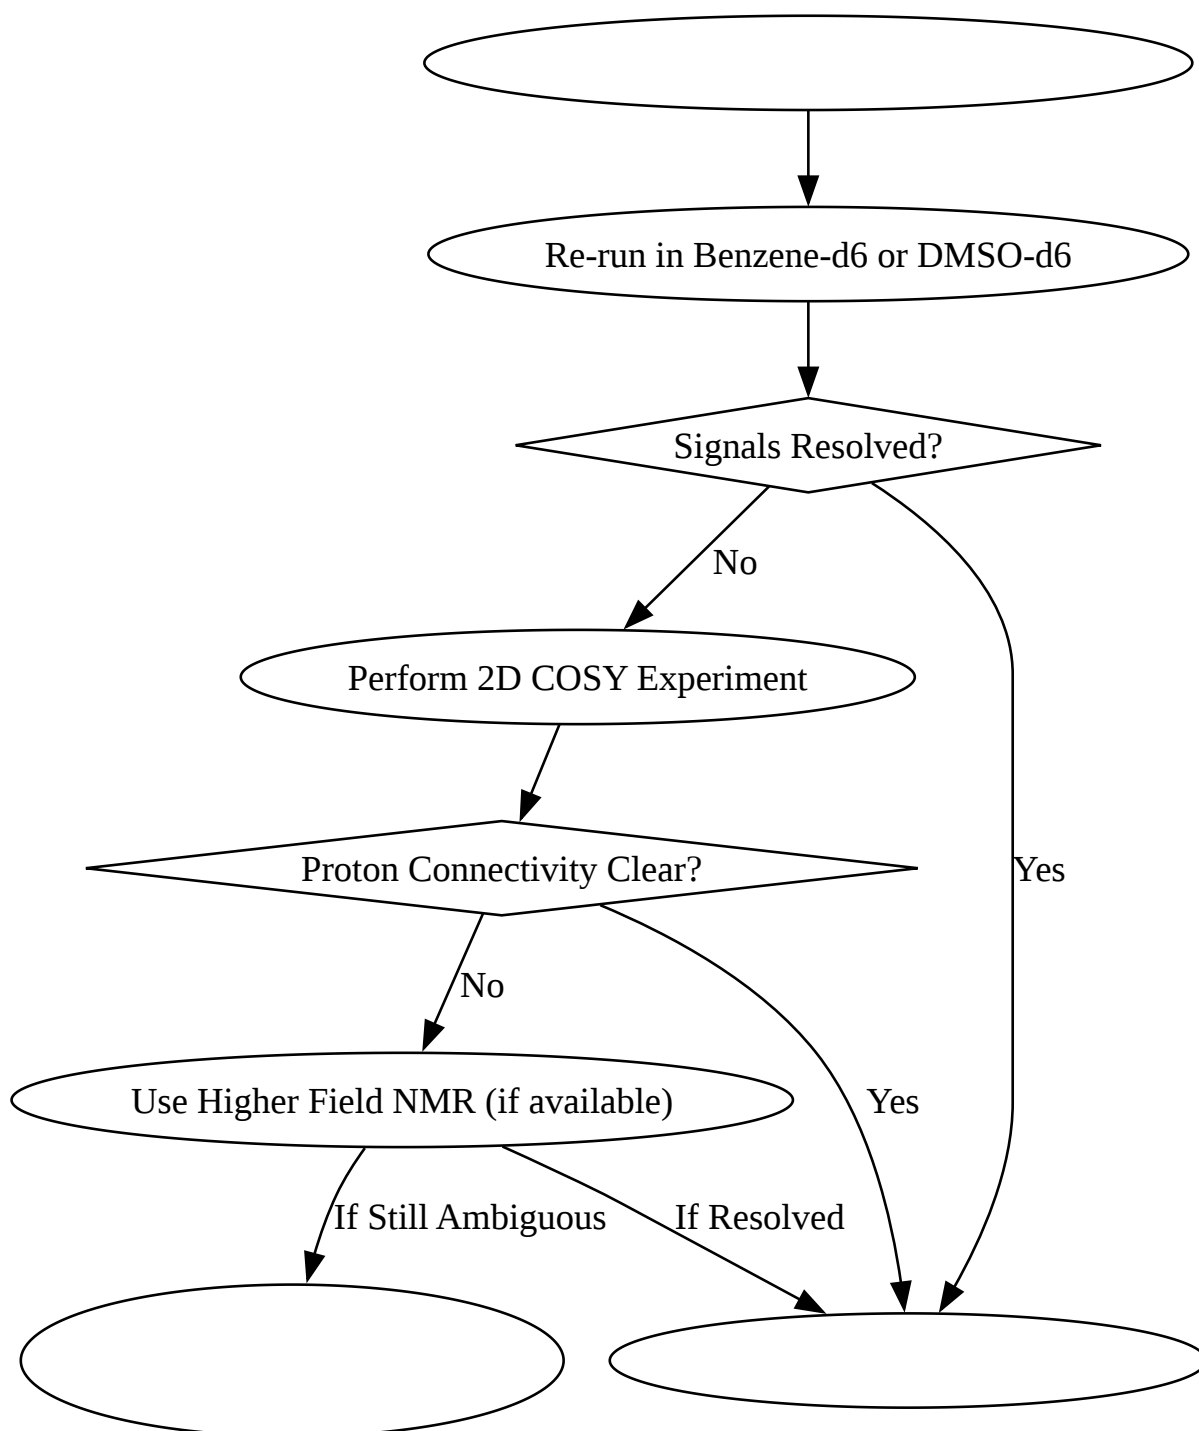 Re-run in Benzene-d6 or DMSO-d6
Signals Resolved?
No
Perform 2D COSY Experiment
Proton Connectivity Clear?
Yes
No
Use Higher Field NMR (if available)
Yes
If Still Ambiguous
If Resolved